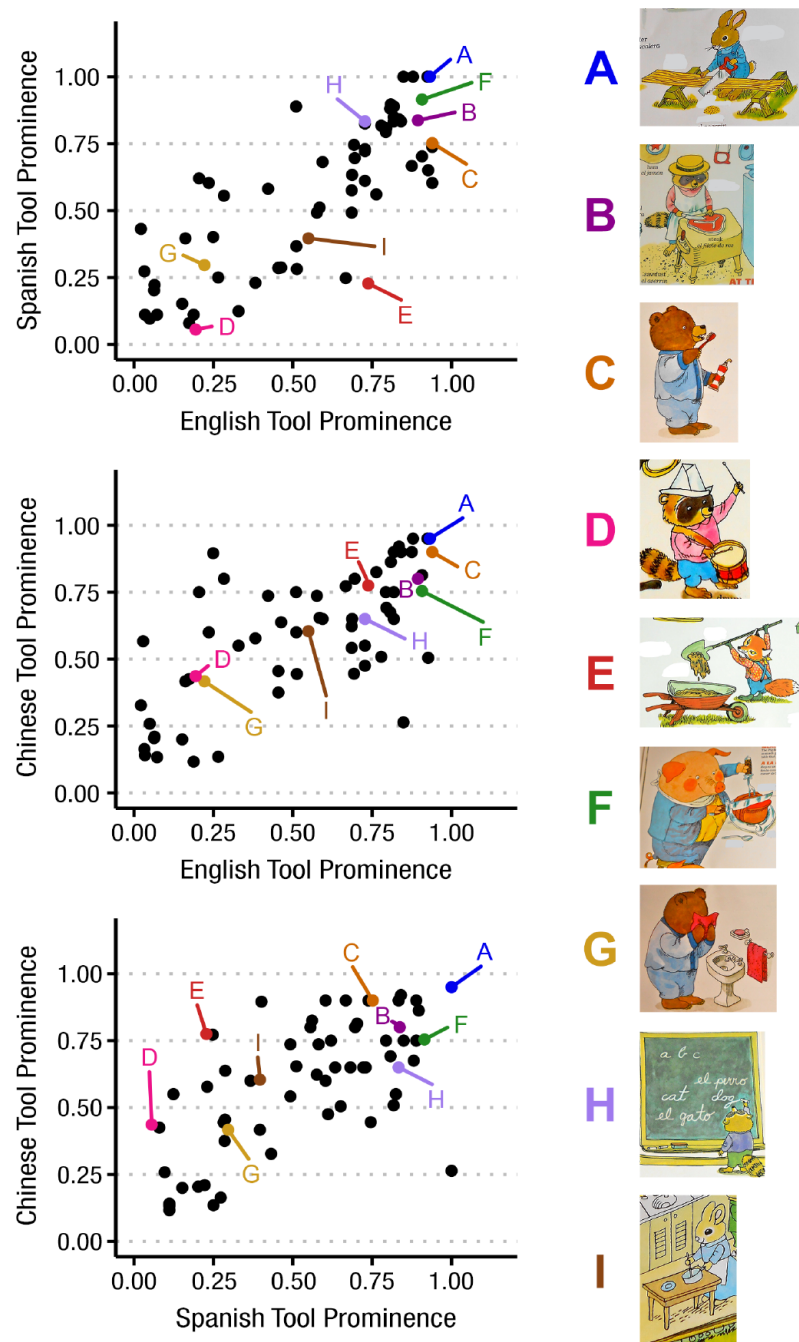 A
F
H
B
C
G
I
E
D
1.00
0.75
0.50
0.25
0.00
0.00
0.25
0.50
0.75
1.00
Spanish Tool Prominence
English Tool Prominence
A
E
C
B
F
H
D
G
I
1.00
0.75
0.50
0.25
0.00
0.00
0.25
0.50
0.75
1.00
Chinese Tool Prominence
English Tool Prominence
A
C
E
B
F
I
D
H
G
1.00
0.75
0.50
0.25
0.00
0.00
0.25
0.50
0.75
1.00
Chinese Tool Prominence
Spanish Tool Prominence
A
B
AT T
C
D
E
F
G
H
a b c
el perro
cat dog
el gato
I